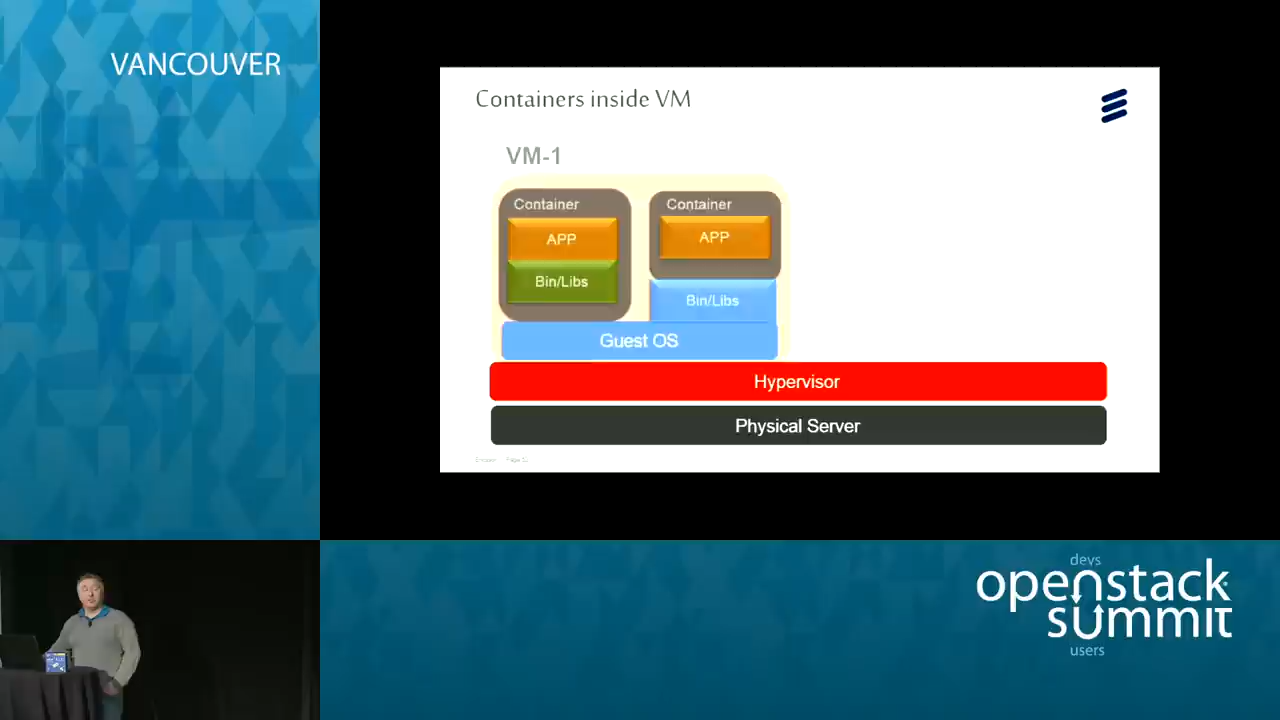 VANCOUVER
Containers inside VM
VM-1
Container
APP
Bin/Libs
Container
APP
Bin/Libs
Guest OS
Hypervisor
Physical Server
devs
openstack
summit
users